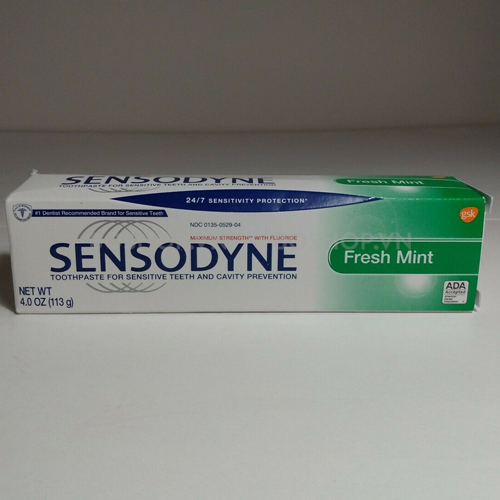 SENSODYNE Fresh Mint
TOOTHPASTE FOR SENSITIVE TEETH AND CAVITY PREVENTION
24/7 SENSITIVITY PROTECTION*
#1 Dentist Recommended Brand for Sensitive Teeth
NDC 0135-0529-04
gsk
MAXIMUM STRENGTH** WITH FLUORIDE
SENSODYNE
Fresh Mint
TOOTHPASTE FOR SENSITIVE TEETH AND CAVITY PREVENTION
NET WT
4.0 OZ (113 g)
ADA
Accepted